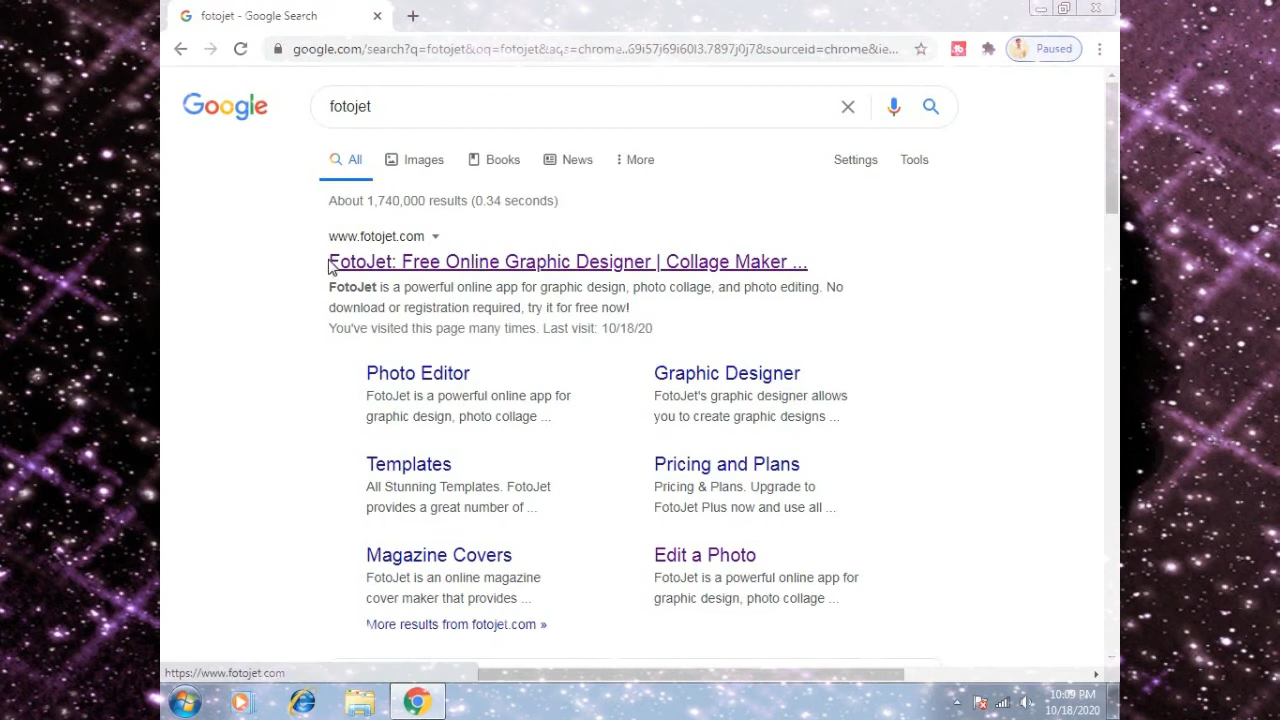 fotojet - Google Search
google.com/search?q=fotojet&oq=fotojet&aqs=chrome..69i57j69i60l3.7897j0j7&sourceid=chrome&ie...
Paused
Google
fotojet
All
Images
Books
News
More
Settings
Tools
About 1,740,000 results (0.34 seconds)
www.fotojet.com
FotoJet: Free Online Graphic Designer | Collage Maker ...
FotoJet is a powerful online app for graphic design, photo collage, and photo editing. No
download or registration required, try it for free now!
You've visited this page many times. Last visit: 10/18/20
Photo Editor
FotoJet is a powerful online app for
graphic design, photo collage ...
Graphic Designer
FotoJet's graphic designer allows
you to create graphic designs ...
Templates
All Stunning Templates. FotoJet
provides a great number of ...
Pricing and Plans
Pricing & Plans. Upgrade to
FotoJet Plus now and use all ...
Magazine Covers
FotoJet is an online magazine
cover maker that provides ...
Edit a Photo
FotoJet is a powerful online app for
graphic design, photo collage ...
More results from fotojet.com »
https://www.fotojet.com
10:09 PM
10/18/2020